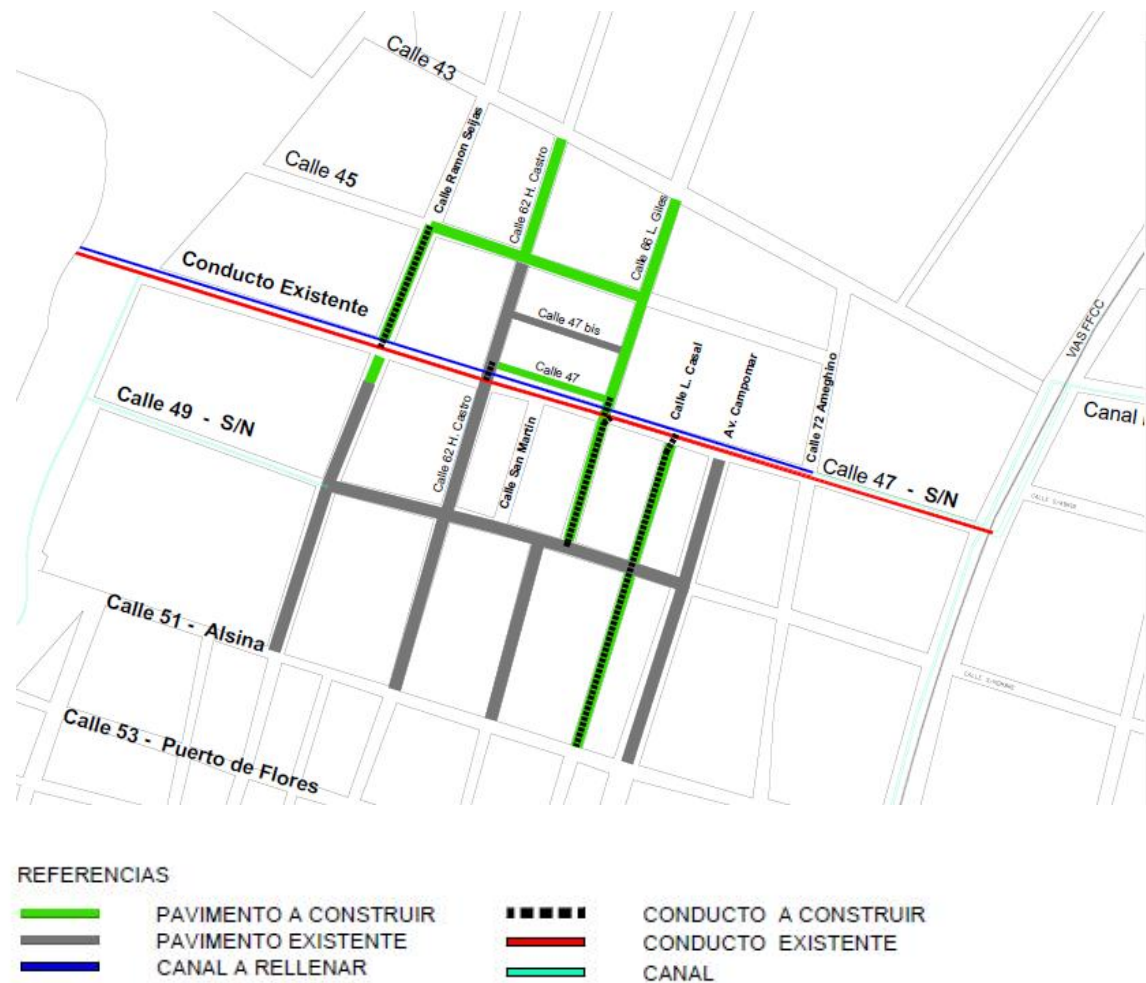 Calle 43
Calle Ramon Seijas
Calle 62 H. Castro
Calle 45
Calle 66 L. Giles
Conducto Existente
Calle 47 bis
VIAS FFCC
Calle L. Casal
Av. Campomar
Calle 72 Ameghino
Calle 47
Calle 49 - S/N
Canal
Calle 62 H. Castro
Calle San Martín
Calle 47 - S/N
Calle 51 - Alsina
Calle 53 - Puerto de Flores
REFERENCIAS
PAVIMENTO A CONSTRUIR
CONDUCTO A CONSTRUIR
PAVIMENTO EXISTENTE
CONDUCTO EXISTENTE
CANAL A RELLENAR
CANAL